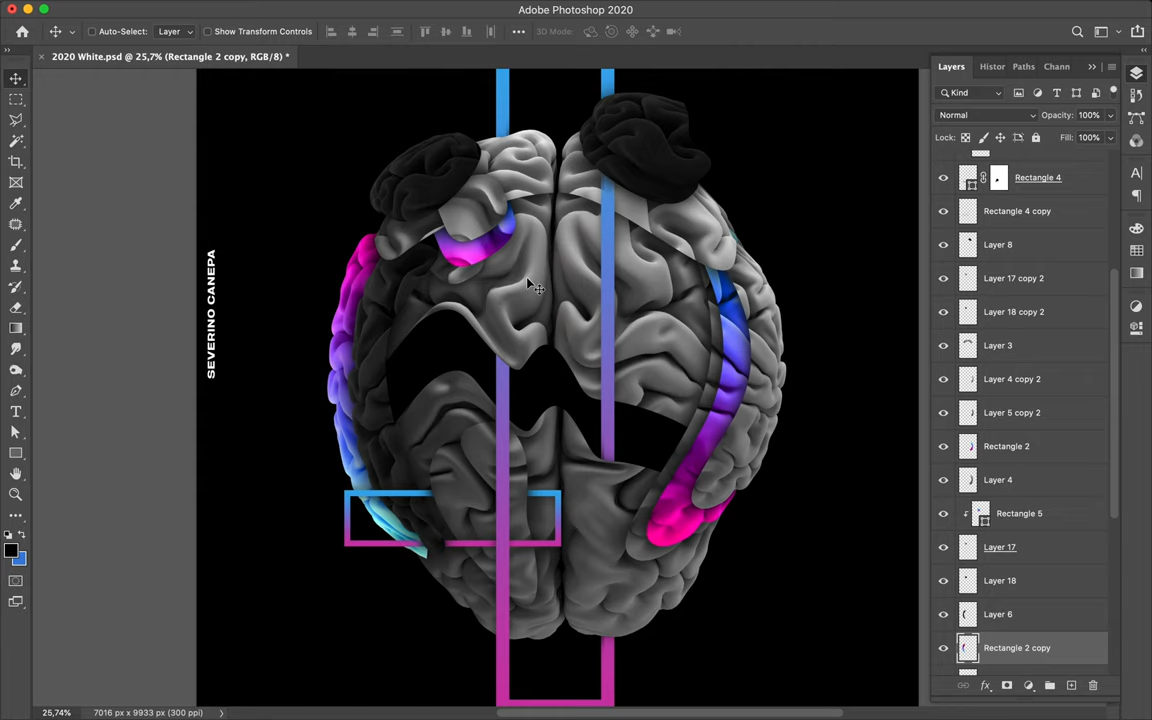 Adobe Photoshop 2020
Auto-Select: Layer Show Transform Controls 3D Mode:
2020 White.psd @ 25,7% (Rectangle 2 copy, RGB/8) *
Layers Histor Paths Chann
Kind
Normal Opacity: 100%
Lock: Fill: 100%
Rectangle 4
Rectangle 4 copy
Layer 8
Layer 17 copy 2
Layer 18 copy 2
Layer 3
Layer 4 copy 2
Layer 5 copy 2
Rectangle 2
Layer 4
Rectangle 5
Layer 17
Layer 18
Layer 6
Rectangle 2 copy
SEVERINO CANEPA
25,74% 7016 px x 9933 px (300 ppi)